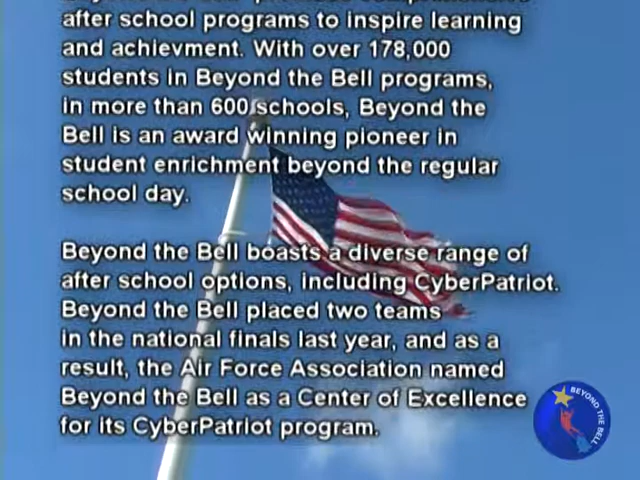 after school programs to inspire learning
and achievment. With over 178,000
students in Beyond the Bell programs,
in more than 600 schools, Beyond the
Bell is an award winning pioneer in
student enrichment beyond the regular
school day.
Beyond the Bell boasts a diverse range of
after school options, including CyberPatriot.
Beyond the Bell placed two teams
in the national finals last year, and as a
result, the Air Force Association named
Beyond the Bell as a Center of Excellence
for its CyberPatriot program.
BEYOND THE BELL